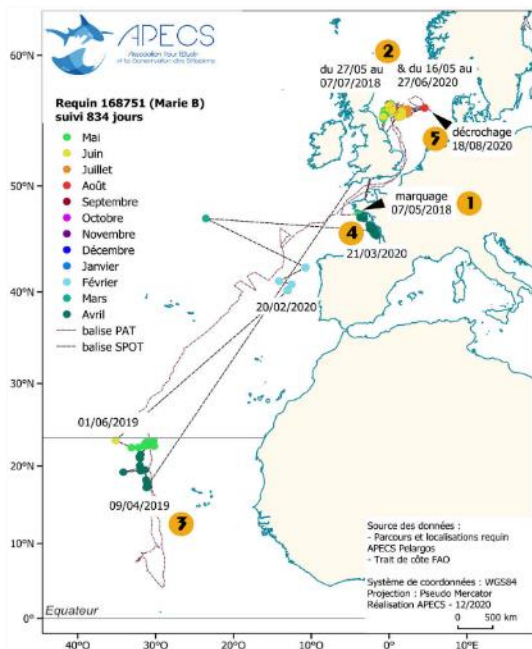 APECS
Association Pour l'Etude
et la Conservation des Sélaciens
Requin 168751 (Marie B)
suivi 834 jours
Mai
Juin
Juillet
Août
Septembre
Octobre
Novembre
Décembre
Janvier
Février
Mars
Avril
balise PAT
balise SPOT
2
du 27/05 au
07/07/2018
& du 16/05 au
27/06/2020
5
décrochage
18/08/2020
marquage
07/05/2018
1
4
21/03/2020
20/02/2020
01/06/2019
09/04/2019
3
Source des données :
- Parcours et localisations requin
APECS Pelargos
- Trait de côte FAO
Système de coordonnées : WGS84
Projection : Pseudo Mercator
Réalisation APECS - 12/2020
0 500 km
Equateur
60°N
50°N
40°N
30°N
20°N
10°N
0°
40°O
30°O
20°O
10°O
0°
10°E